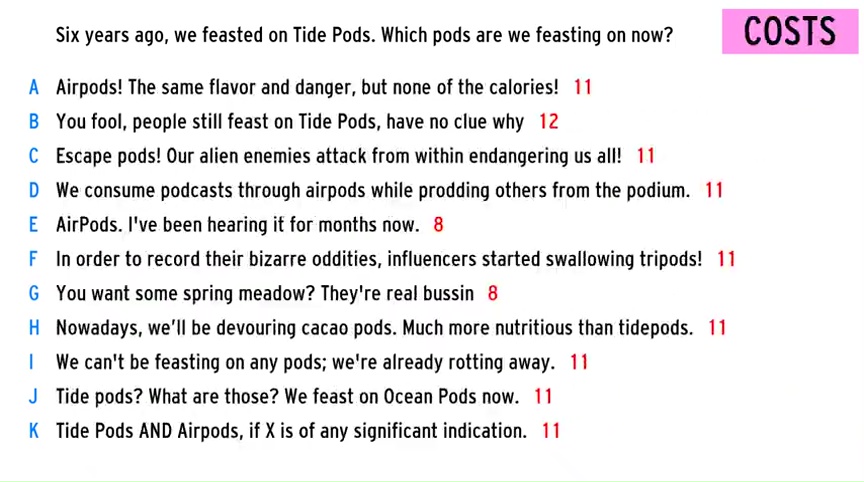 Six years ago, we feasted on Tide Pods. Which pods are we feasting on now?
COSTS
A Airpods! The same flavor and danger, but none of the calories! 11
B You fool, people still feast on Tide Pods, have no clue why 12
C Escape pods! Our alien enemies attack from within endangering us all! 11
D We consume podcasts through airpods while prodding others from the podium. 11
E AirPods. I've been hearing it for months now. 8
F In order to record their bizarre oddities, influencers started swallowing tripods! 11
G You want some spring meadow? They're real bussin 8
H Nowadays, we'll be devouring cacao pods. Much more nutritious than tidepods. 11
I We can't be feasting on any pods; we're already rotting away. 11
J Tide pods? What are those? We feast on Ocean Pods now. 11
K Tide Pods AND Airpods, if X is of any significant indication. 11